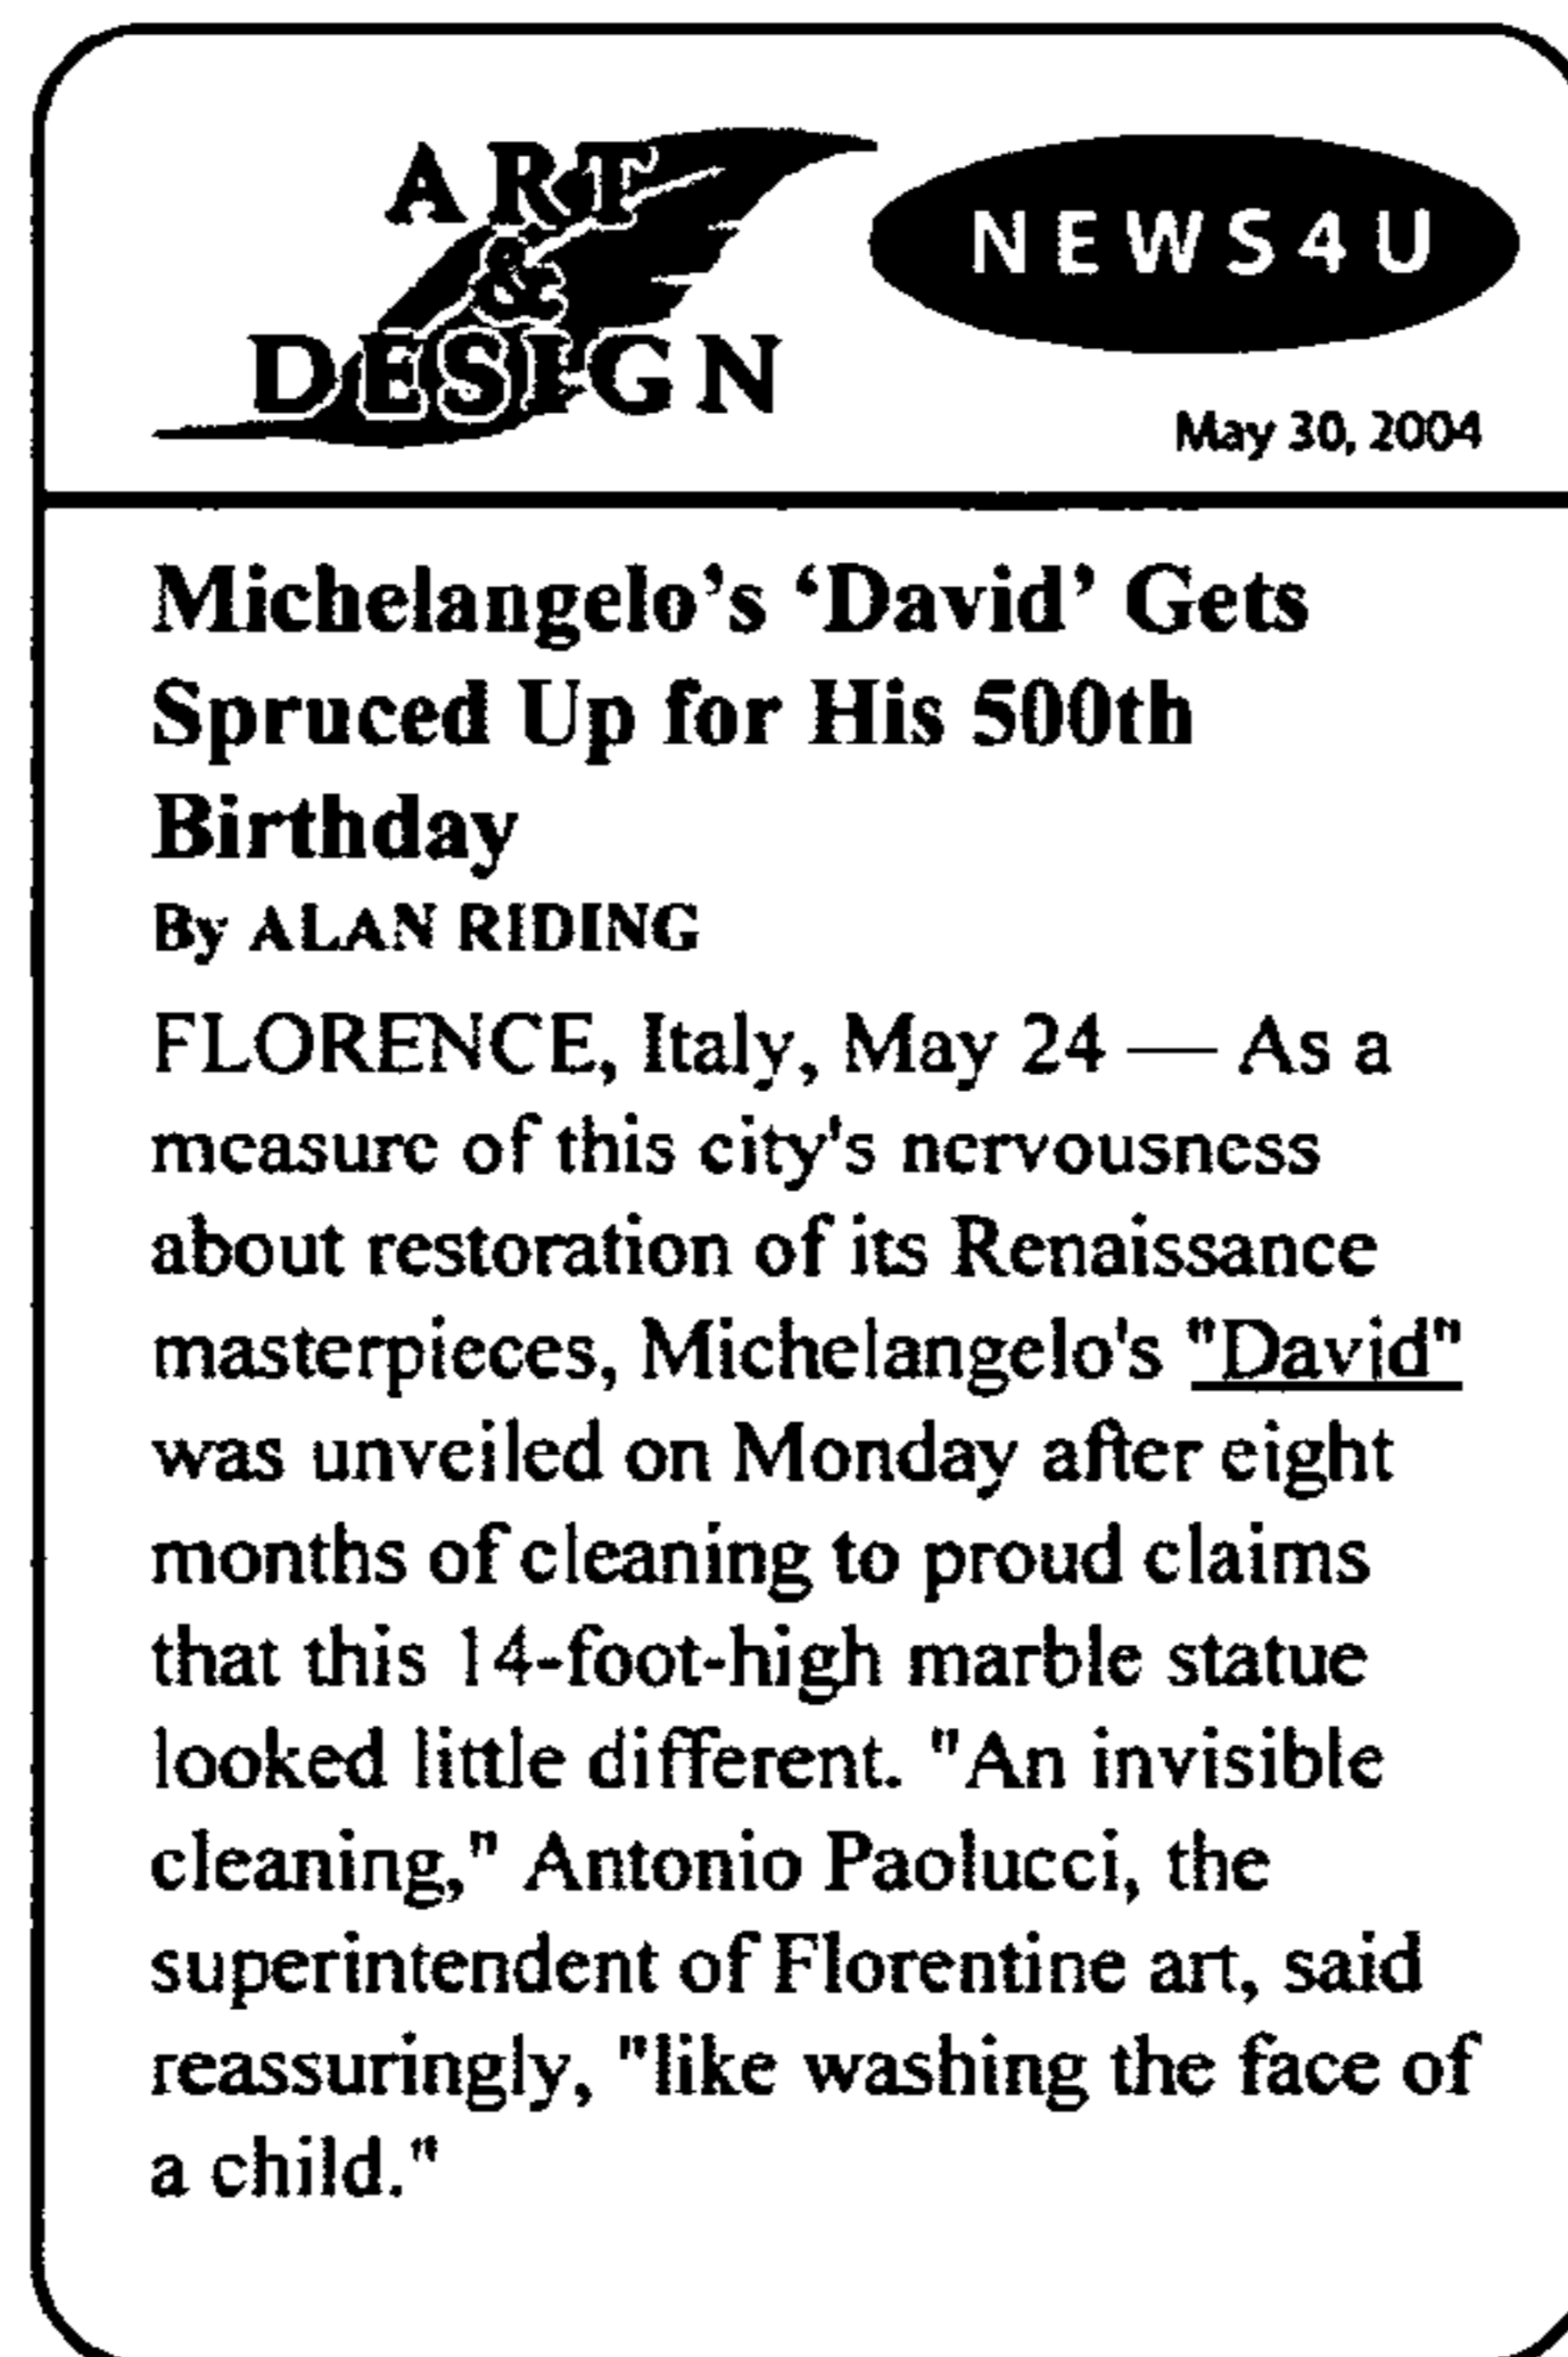 ART
&
DESIGN
NEWS4U
May 30, 2004
Michelangelo's ‘David’ Gets
Spruced Up for His 500th
Birthday
By ALAN RIDING
FLORENCE, Italy, May 24 — As a
measure of this city's nervousness
about restoration of its Renaissance
masterpieces, Michelangelo's "David"
was unveiled on Monday after eight
months of cleaning to proud claims
that this 14-foot-high marble statue
looked little different. "An invisible
cleaning," Antonio Paolucci, the
superintendent of Florentine art, said
reassuringly, "like washing the face of
a child."